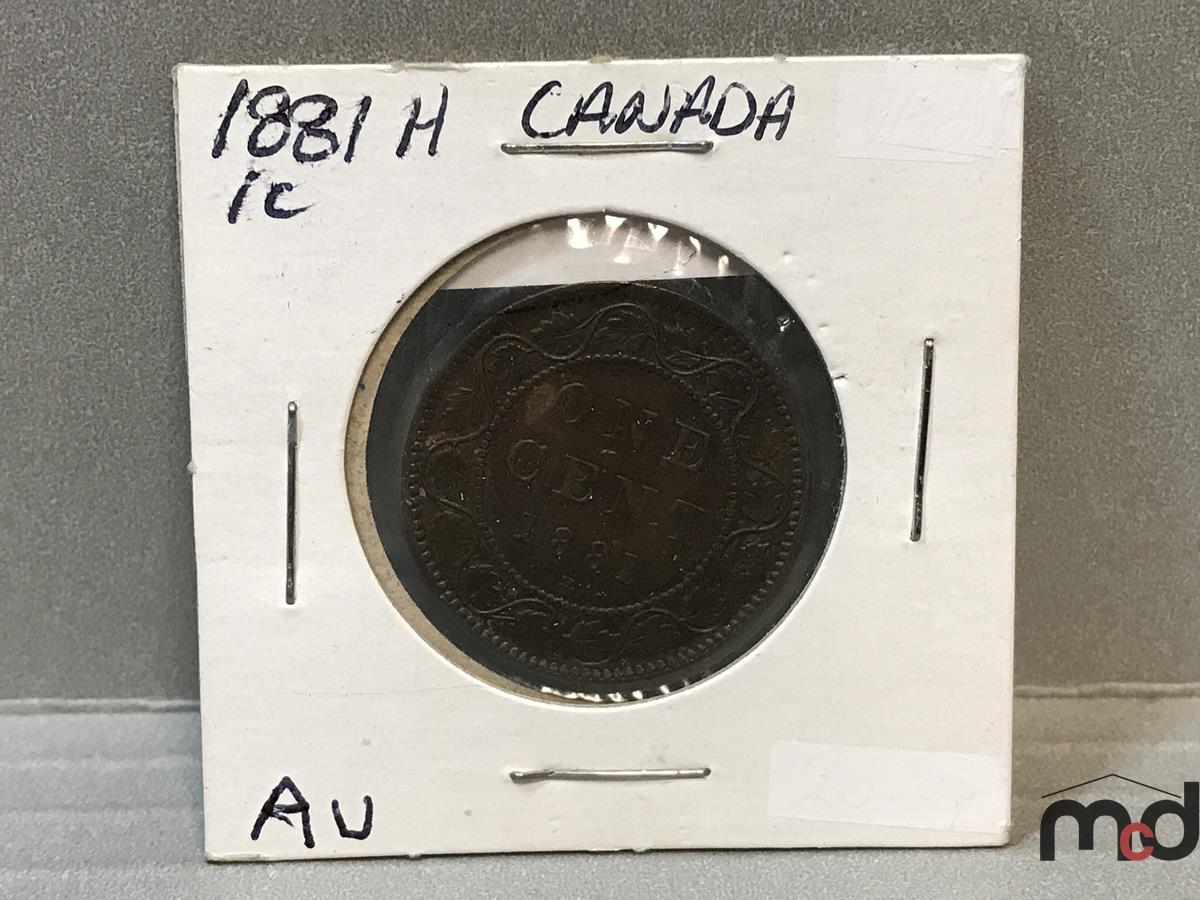 1881 H CANADA
1C
ONE
CENT
1881
H
AU
mcd